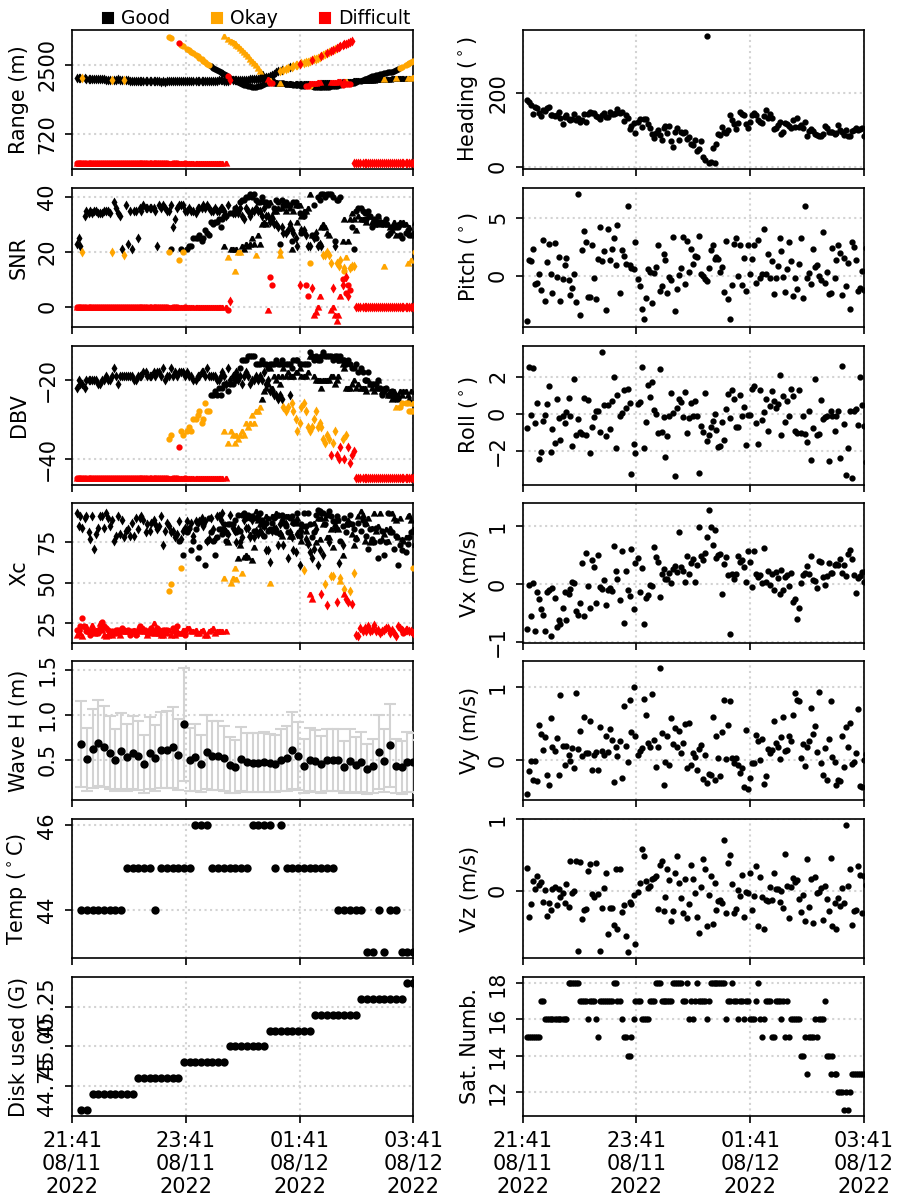 Good Okay Difficult
Range (m)
2500
720
Heading (°)
200
0
SNR
40
20
0
Pitch (°)
5
0
DBV
−20
−40
Roll (°)
2
0
−2
Xc
75
50
25
Vx (m/s)
1
0
−1
Wave H (m)
1.5
1.0
0.5
Vy (m/s)
1
0
Temp (°C)
46
44
Vz (m/s)
1
0
Disk used (G)
45.25
45.00
44.75
Sat. Numb.
18
16
14
12
21:41 23:41 01:41 03:41 21:41 23:41 01:41 03:41
08/11 08/11 08/12 08/12 08/11 08/11 08/12 08/12
2022 2022 2022 2022 2022 2022 2022 2022